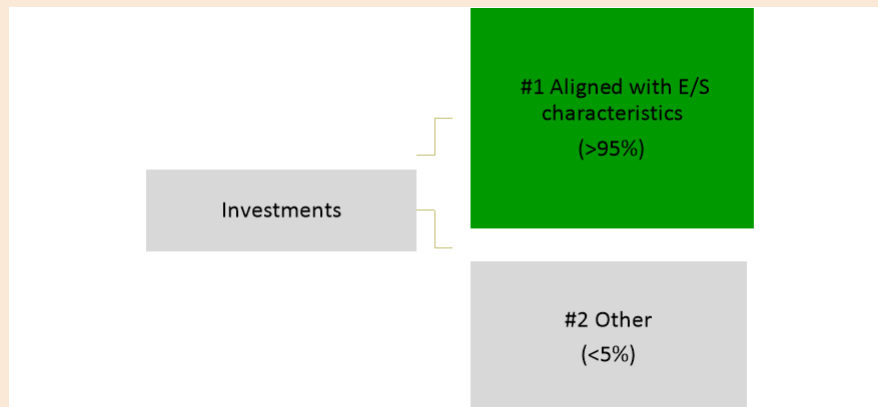 #1 Aligned with E/S
characteristics
(>95%)
Investments
#2 Other
(<5%)